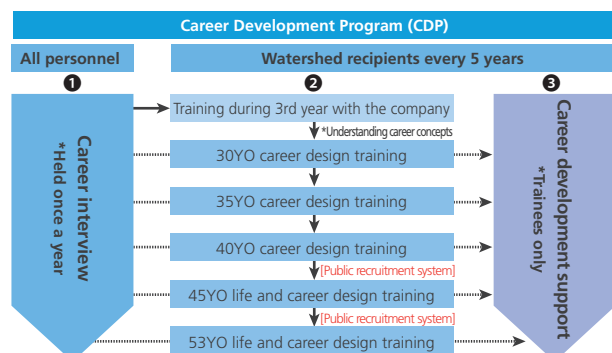 Career Development Program (CDP)
All personnel
Watershed recipients every 5 years
❶
❷
❸
Career interview
*Held once a year
Training during 3rd year with the company
*Understanding career concepts
30YO career design training
35YO career design training
40YO career design training
[Public recruitment system]
45YO life and career design training
[Public recruitment system]
53YO life and career design training
Career development support
*Trainees only